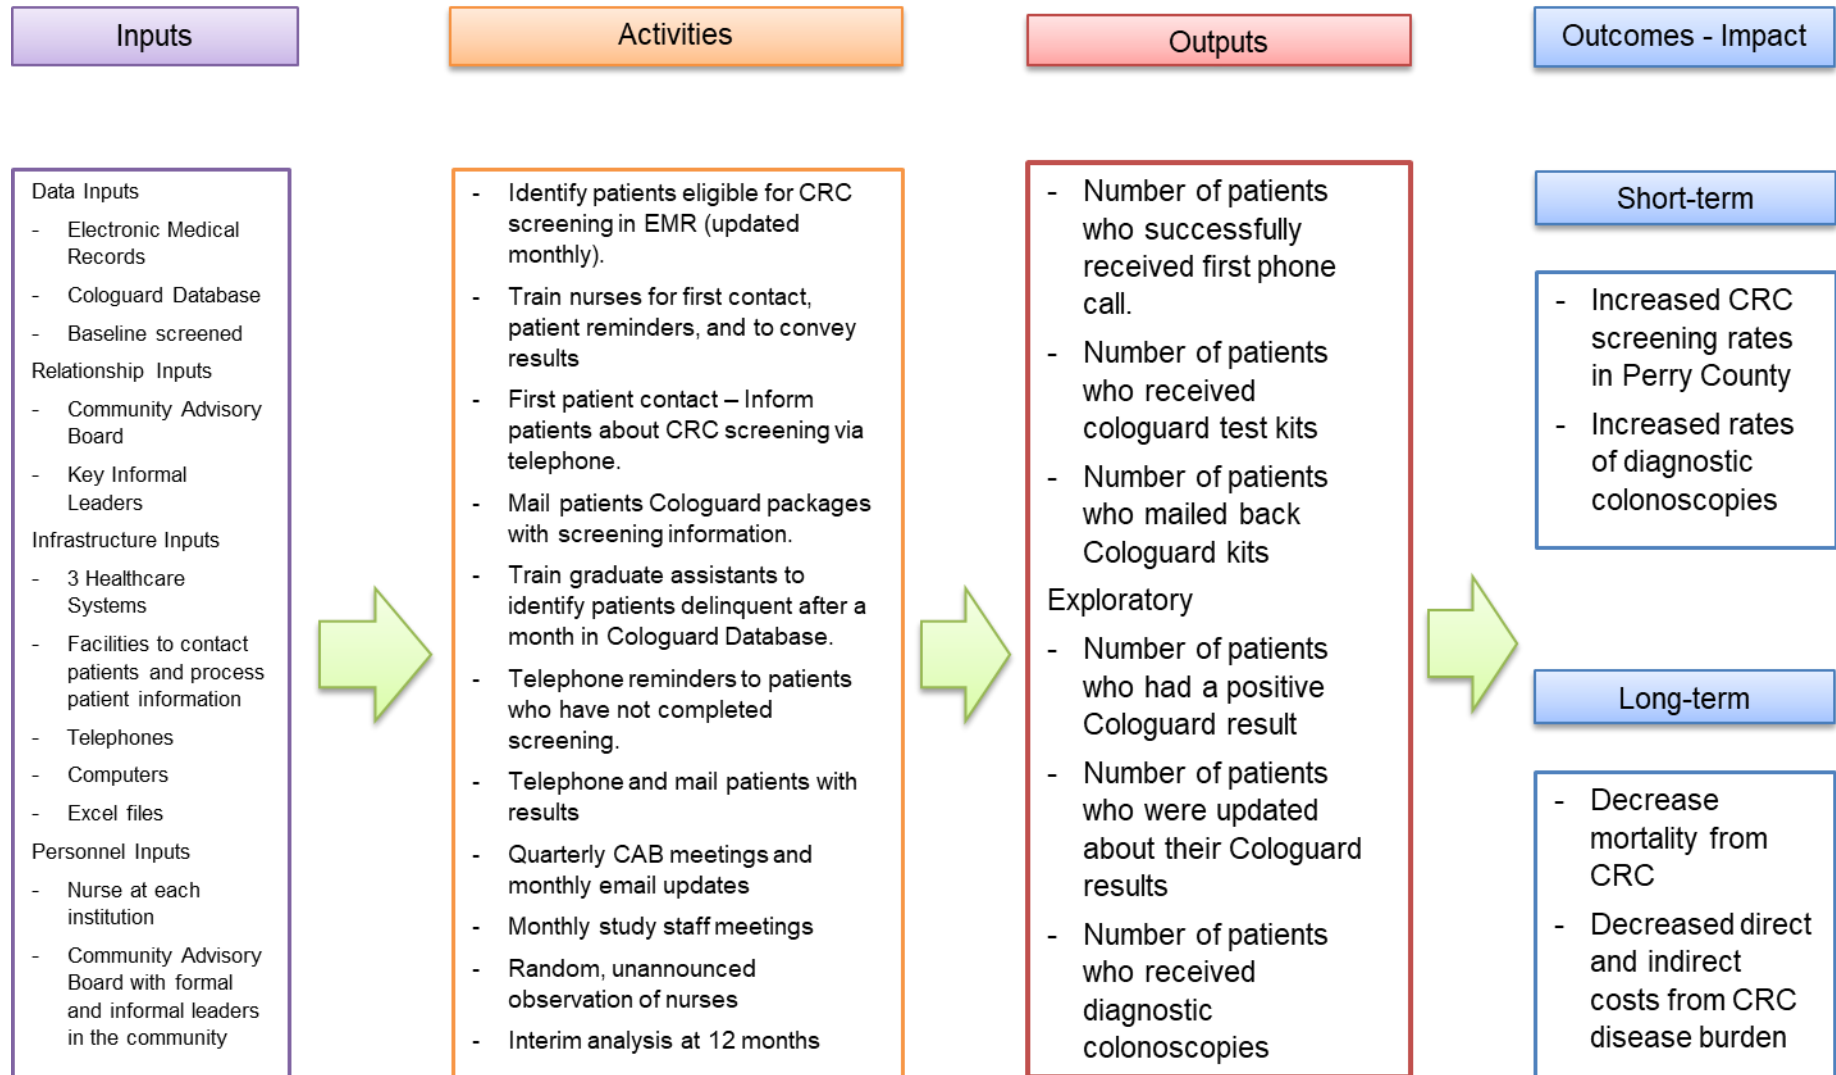 Inputs
Activities
Outputs
Outcomes - Impact
Data Inputs
- Electronic Medical
Records
- Cologuard Database
- Baseline screened
Relationship Inputs
- Community Advisory
Board
- Key Informal
Leaders
Infrastructure Inputs
- 3 Healthcare
Systems
- Facilities to contact
patients and process
patient information
- Telephones
- Computers
- Excel files
Personnel Inputs
- Nurse at each
institution
- Community Advisory
Board with formal
and informal leaders
in the community
- Identify patients eligible for CRC
screening in EMR (updated
monthly).
- Train nurses for first contact,
patient reminders, and to convey
results
- First patient contact – Inform
patients about CRC screening via
telephone.
- Mail patients Cologuard packages
with screening information.
- Train graduate assistants to
identify patients delinquent after a
month in Cologuard Database.
- Telephone reminders to patients
who have not completed
screening.
- Telephone and mail patients with
results
- Quarterly CAB meetings and
monthly email updates
- Monthly study staff meetings
- Random, unannounced
observation of nurses
- Interim analysis at 12 months
- Number of patients
who successfully
received first phone
call.
- Number of patients
who received
cologuard test kits
- Number of patients
who mailed back
Cologuard kits
Exploratory
- Number of patients
who had a positive
Cologuard result
- Number of patients
who were updated
about their Cologuard
results
- Number of patients
who received
diagnostic
colonoscopies
Short-term
- Increased CRC
screening rates
in Perry County
- Increased rates
of diagnostic
colonoscopies
Long-term
- Decrease
mortality from
CRC
- Decreased direct
and indirect
costs from CRC
disease burden